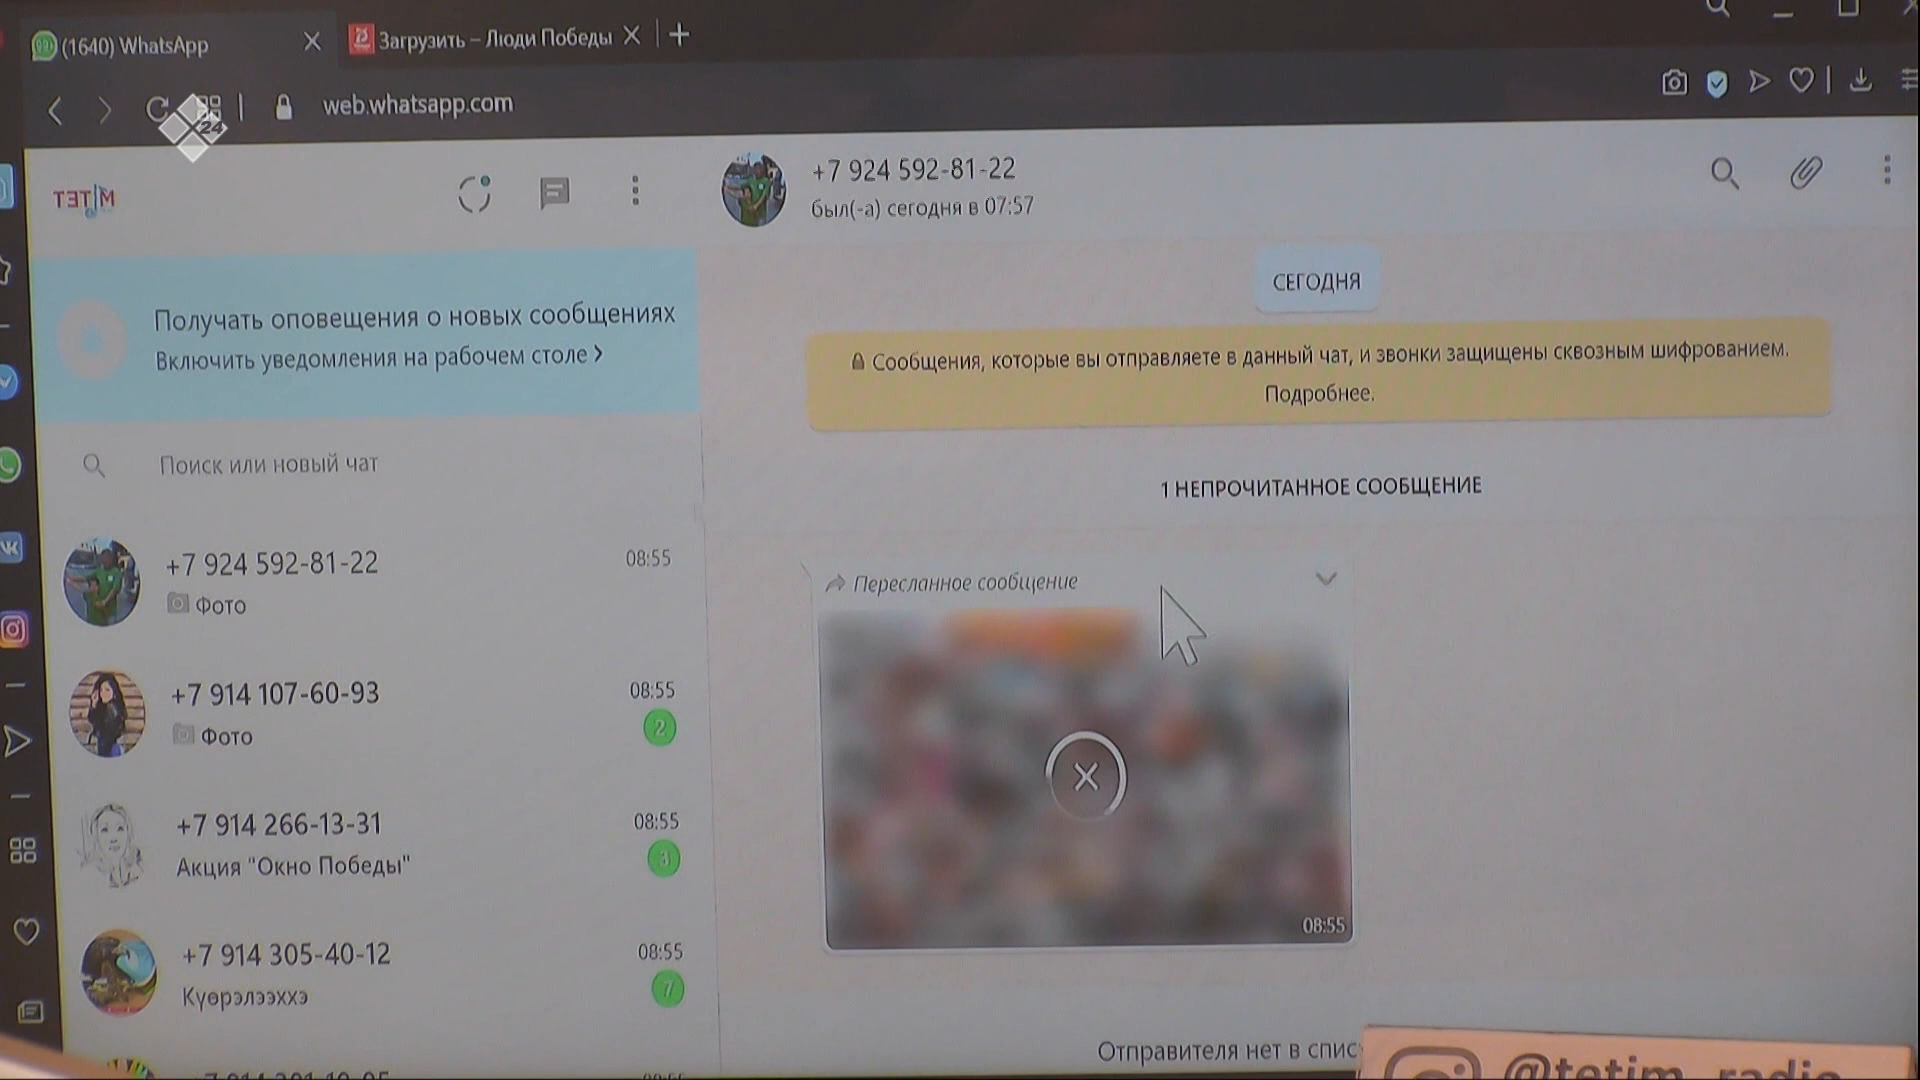 (1640) WhatsApp
Загрузить – Люди Победы
web.whatsapp.com
24
ТЭТІМ
+7 924 592-81-22
был(-а) сегодня в 07:57
СЕГОДНЯ
Получать оповещения о новых сообщениях
Включить уведомления на рабочем столе
Сообщения, которые вы отправляете в данный чат, и звонки защищены сквозным шифрованием.
Подробнее.
Поиск или новый чат
1 НЕПРОЧИТАННОЕ СООБЩЕНИЕ
+7 924 592-81-22 08:55
Фото
Пересланное сообщение
+7 914 107-60-93 08:55
Фото 2
+7 914 266-13-31 08:55
Акция "Окно Победы" 3
08:55
+7 914 305-40-12 08:55
Күөрэлээххэ 7
Отправителя нет в спис
@tetim_radio